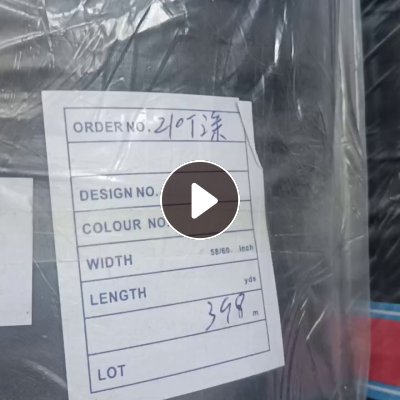 ORDER NO. 210T涤
DESIGN NO.
COLOUR NO.
WIDTH 58/60. inch
LENGTH yds
398 m
LOT